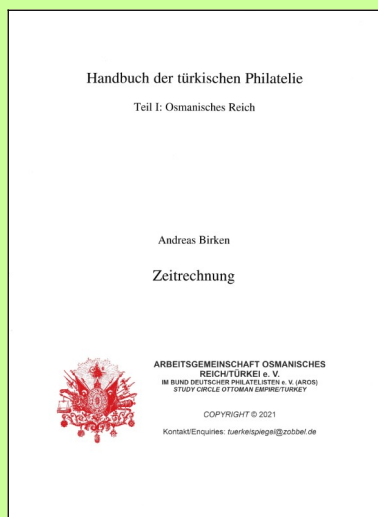 Handbuch der türkischen Philatelie
Teil I: Osmanisches Reich
Andreas Birken
Zeitrechnung
ARBEITSGEMEINSCHAFT OSMANISCHES
REICH/TÜRKEI e. V.
IM BUND DEUTSCHER PHILATELISTEN e. V. (AROS)
STUDY CIRCLE OTTOMAN EMPIRE/TURKEY
COPYRIGHT © 2021
Kontakt/Enquiries: tuerkeispiegel@zobbel.de